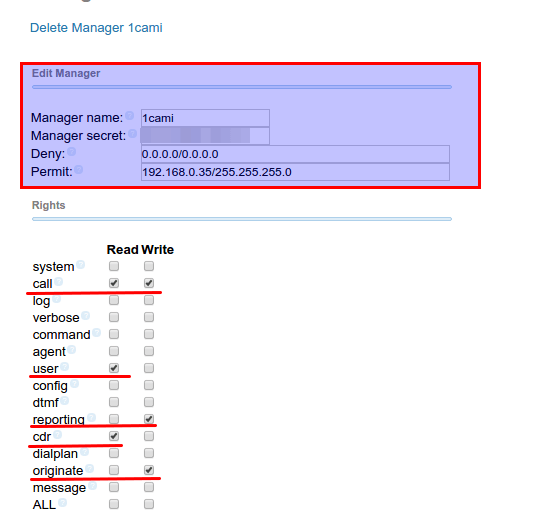 Delete Manager 1cami
Edit Manager
Manager name: 1cami
Manager secret:
Deny: 0.0.0.0/0.0.0.0
Permit: 192.168.0.35/255.255.255.0
Rights
Read Write
system
call
log
verbose
command
agent
user
config
dtmf
reporting
cdr
dialplan
originate
message
ALL